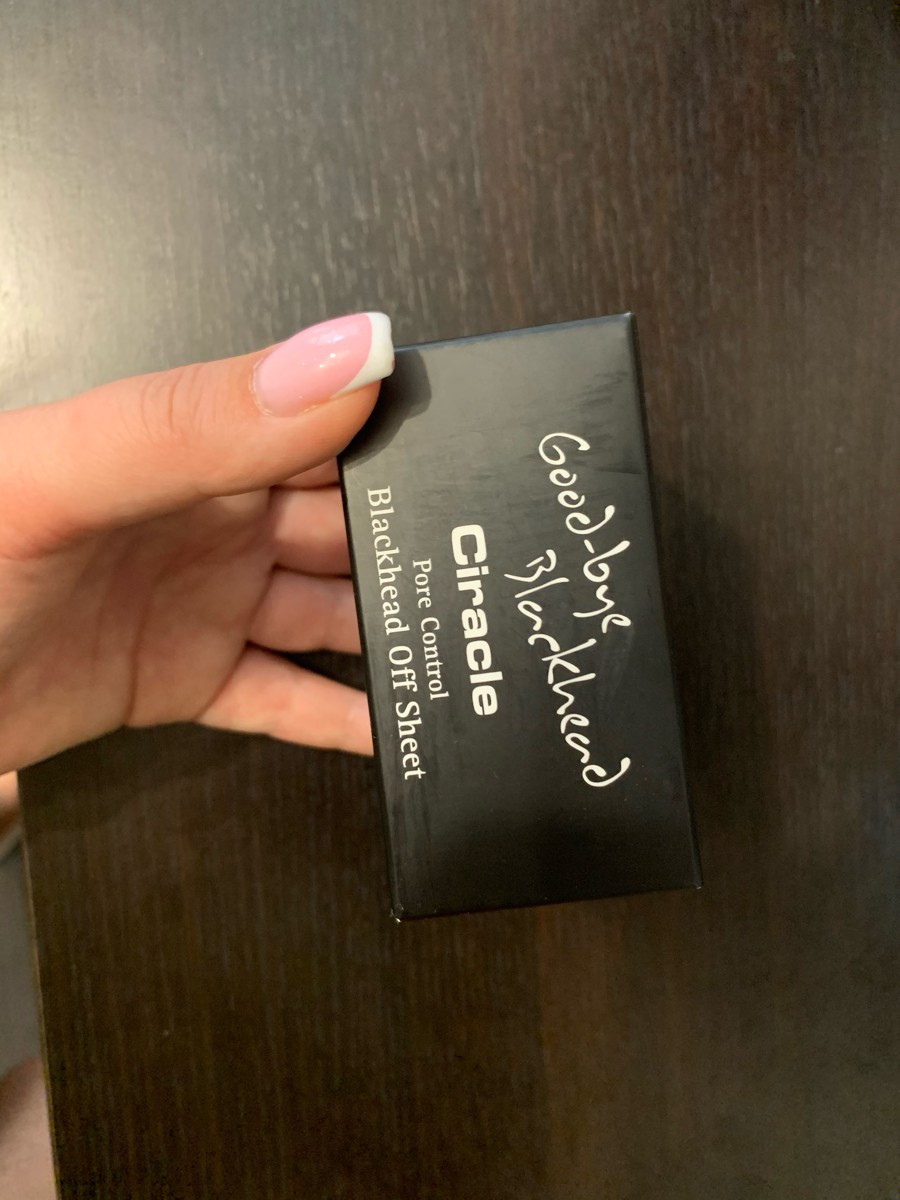 Good-bye
Blackhead
Ciracle
Pore Control
Blackhead Off Sheet